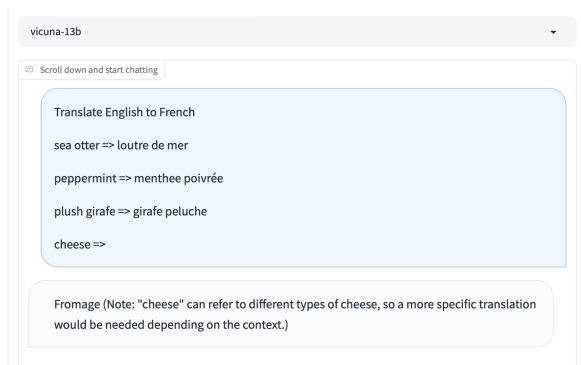 vicuna-13b
Scroll down and start chatting
Translate English to French
sea otter => loutre de mer
peppermint => menthee poivrée
plush girafe => girafe peluche
cheese =>
Fromage (Note: "cheese" can refer to different types of cheese, so a more specific translation
would be needed depending on the context.)